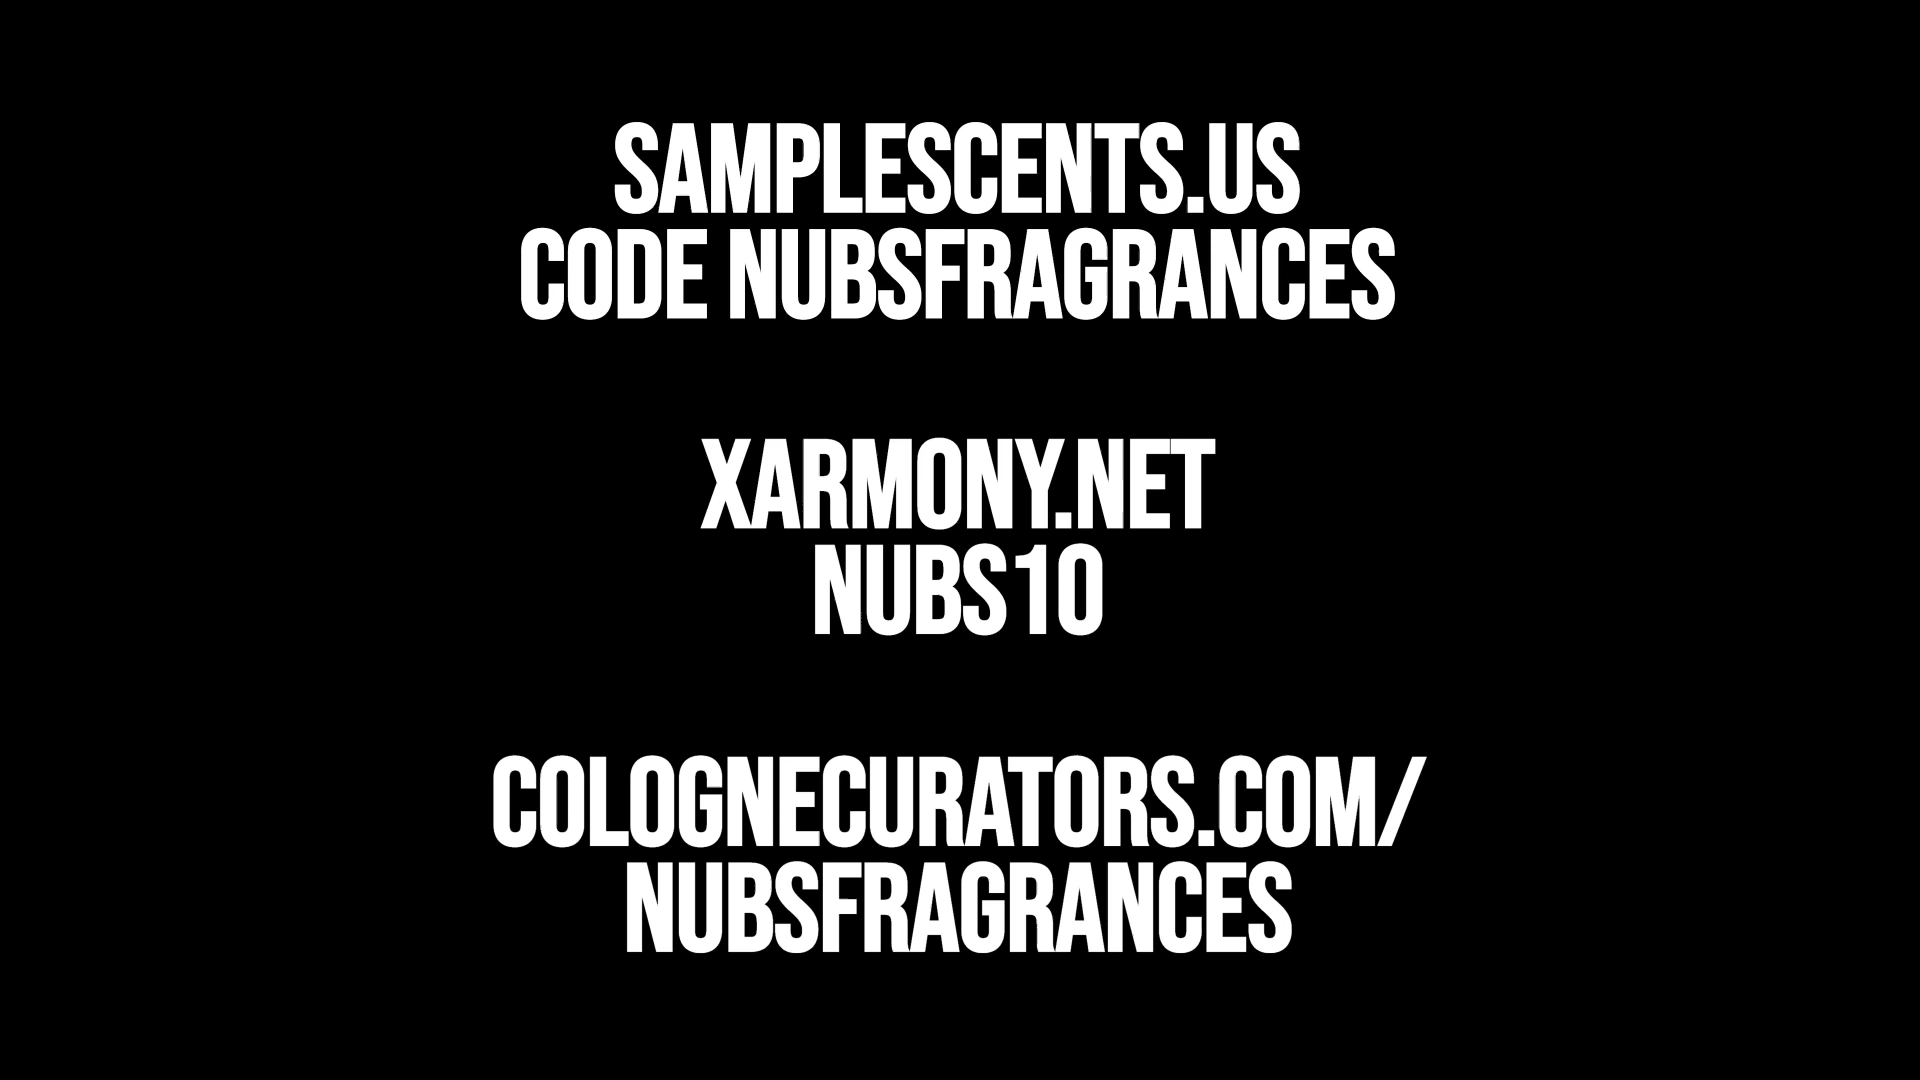 SAMPLESCENTS.US
CODE NUBSFRAGRANCES
XARMONY.NET
NUBS10
COLOGNECURATORS.COM/
NUBSFRAGRANCES